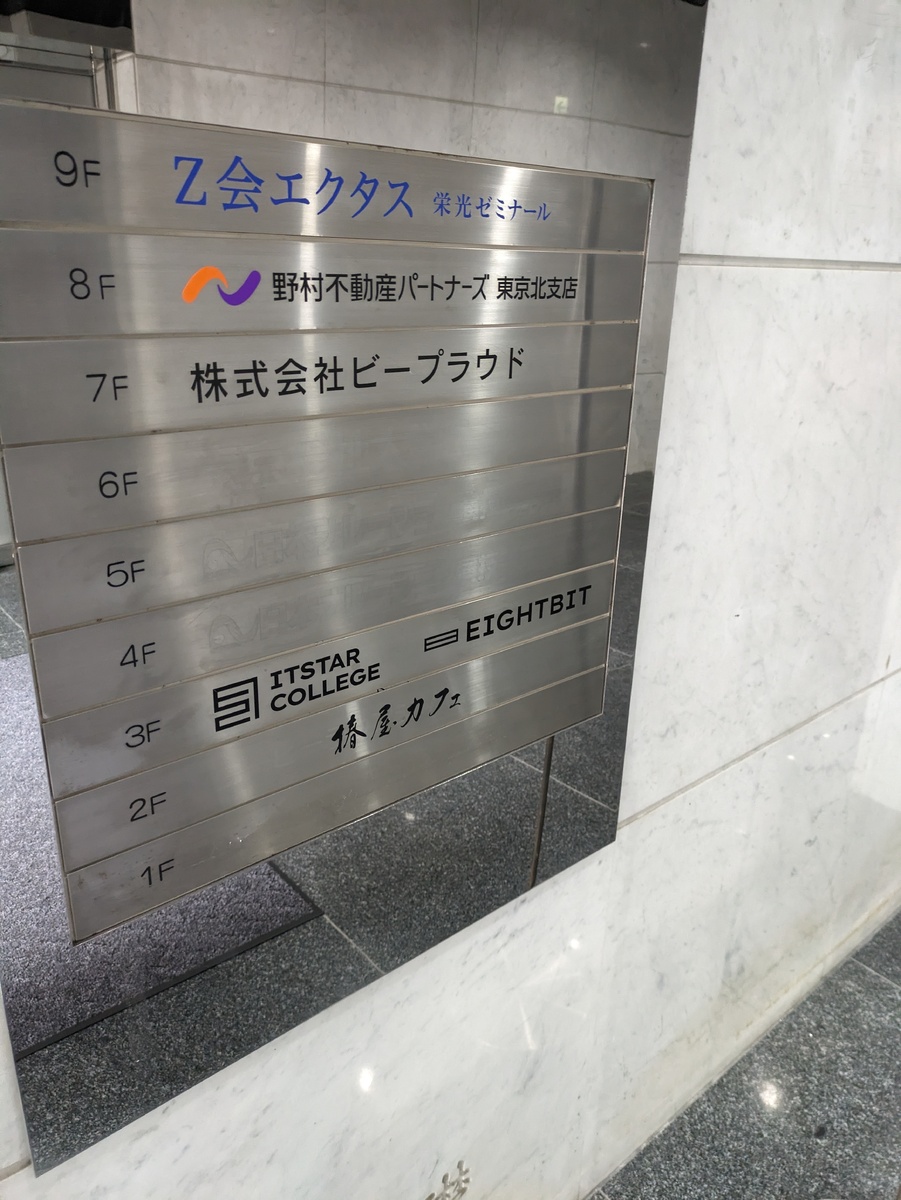 9F Z会エクタス 栄光ゼミナール
8F 野村不動産パートナーズ 東京北支店
7F 株式会社ビープラウド
6F
5F
4F
3F ITSTAR COLLEGE EIGHTBIT
2F 椿屋カフェ
1F